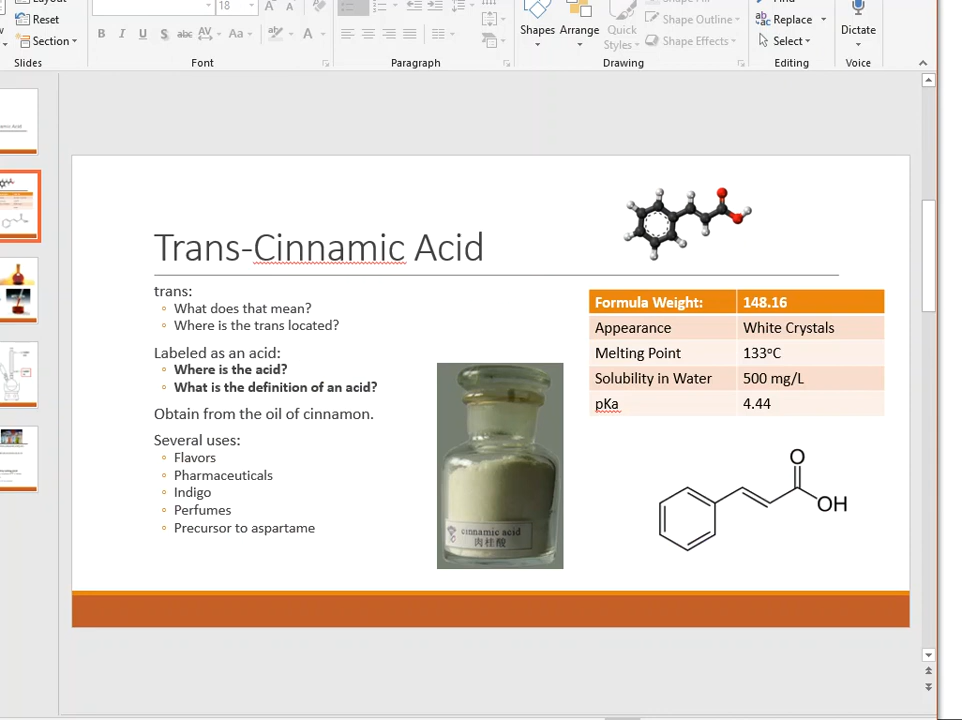 Layout
18
Shape Fill
Find
Reset
Section
B I U S abc AV Aa A
Shapes Arrange Quick Styles
Shape Outline
Shape Effects
Replace
Select
Dictate
Slides
Font
Paragraph
Drawing
Editing
Voice
Trans-Cinnamic Acid
trans:
What does that mean?
Where is the trans located?
Labeled as an acid:
Where is the acid?
What is the definition of an acid?
Obtain from the oil of cinnamon.
Several uses:
Flavors
Pharmaceuticals
Indigo
Perfumes
Precursor to aspartame
cinnamic acid
肉桂酸
Formula Weight: 148.16
Appearance White Crystals
Melting Point 133°C
Solubility in Water 500 mg/L
pKa 4.44
O
OH